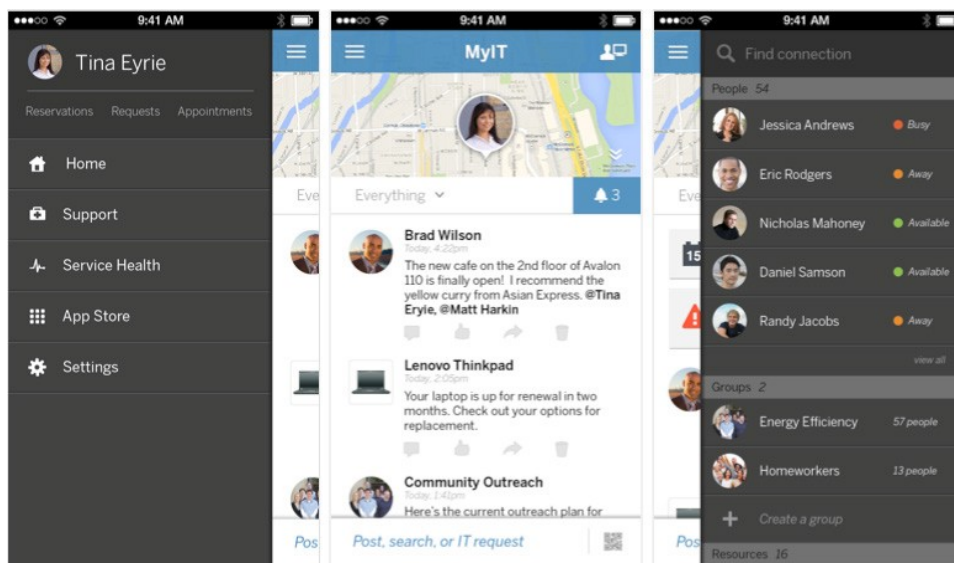 9:41 AM
Tina Eyrie
Reservations Requests Appointments
Home
Support
Service Health
App Store
Settings
Eve
Pos
9:41 AM
MyIT
Everything
3
Brad Wilson
Today, 4:22pm
The new cafe on the 2nd floor of Avalon
110 is finally open! I recommend the
yellow curry from Asian Express. @Tina
Eryie, @Matt Harkin
Lenovo Thinkpad
Today, 2:05pm
Your laptop is up for renewal in two
months. Check out your options for
replacement.
Community Outreach
Today, 1:41pm
Here's the current outreach plan for
Post, search, or IT request
9:41 AM
Eve
15
Pos
Find connection
People 54
Jessica Andrews Busy
Eric Rodgers Away
Nicholas Mahoney Available
Daniel Samson Available
Randy Jacobs Away
view all
Groups 2
Energy Efficiency 57 people
Homeworkers 13 people
+ Create a group
Resources 16